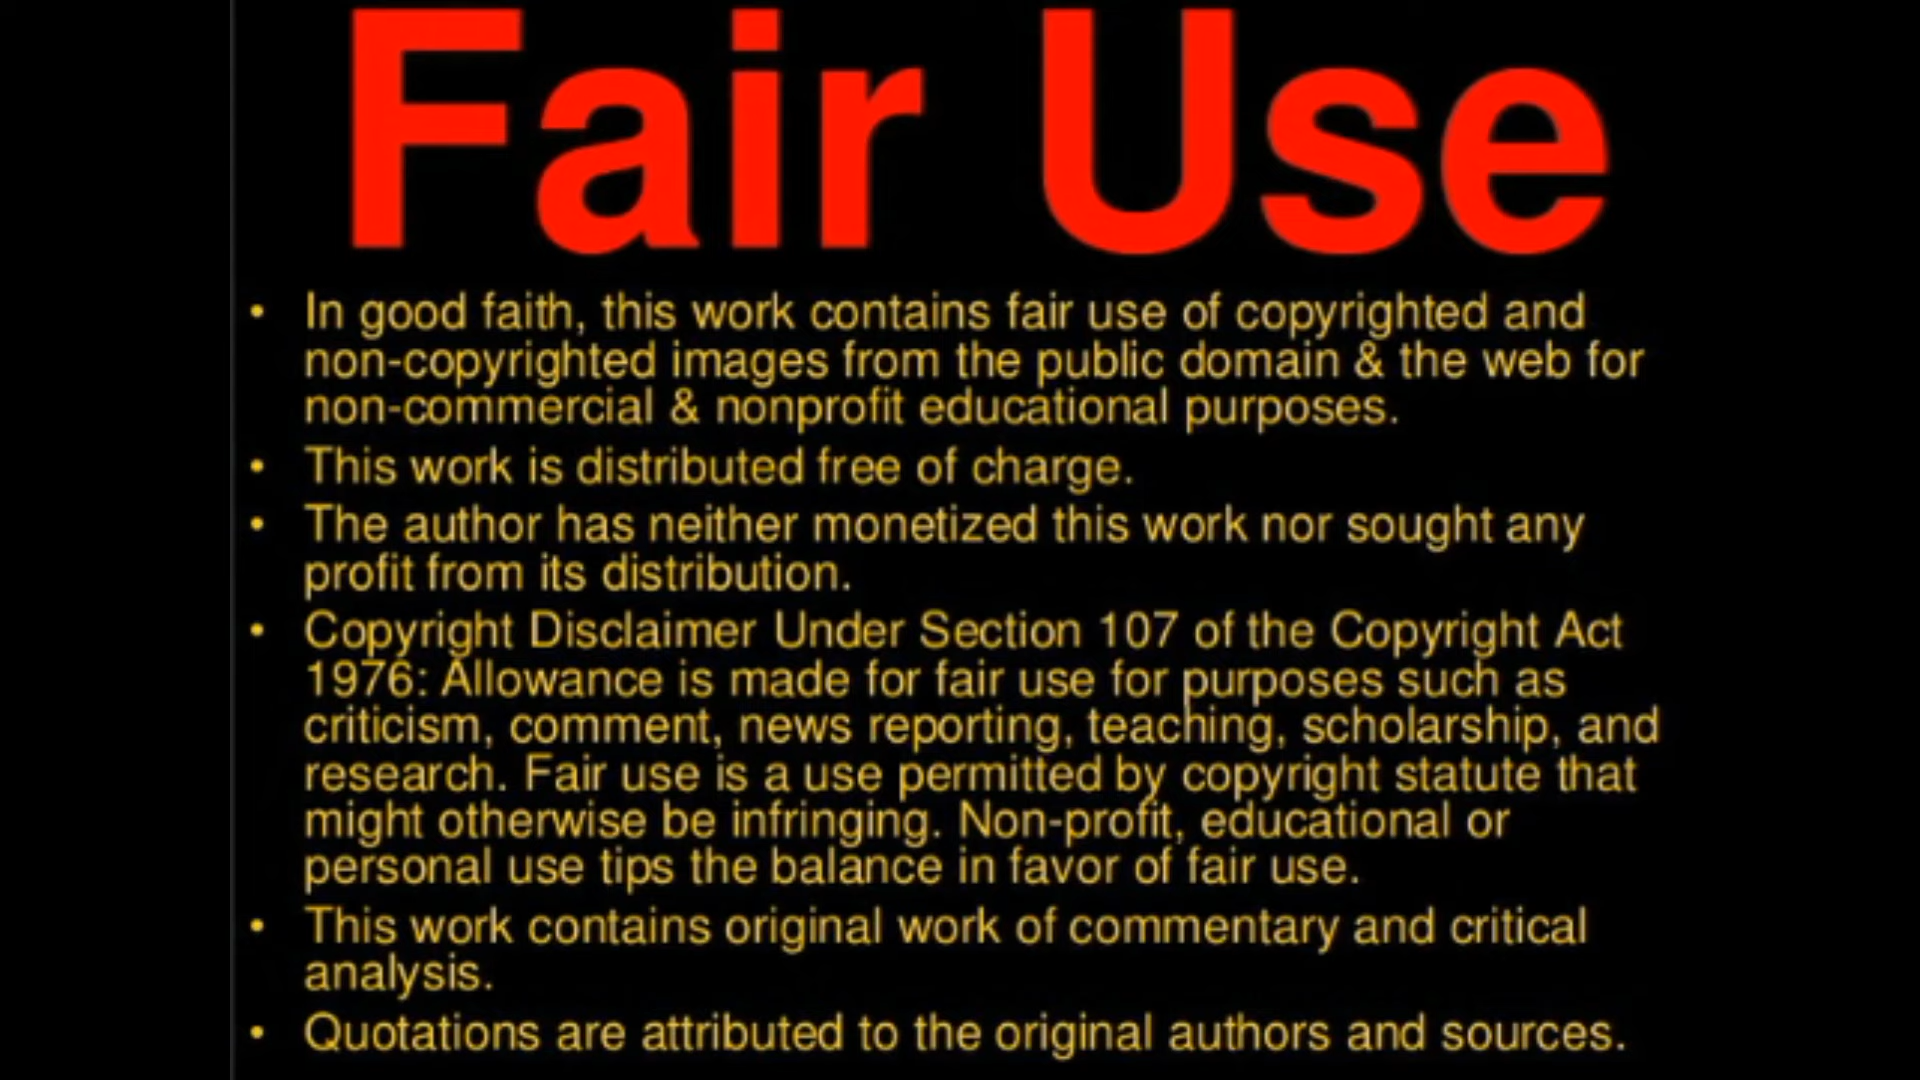 Fair Use
• In good faith, this work contains fair use of copyrighted and
non-copyrighted images from the public domain & the web for
non-commercial & nonprofit educational purposes.
• This work is distributed free of charge.
• The author has neither monetized this work nor sought any
profit from its distribution.
• Copyright Disclaimer Under Section 107 of the Copyright Act
1976: Allowance is made for fair use for purposes such as
criticism, comment, news reporting, teaching, scholarship, and
research. Fair use is a use permitted by copyright statute that
might otherwise be infringing. Non-profit, educational or
personal use tips the balance in favor of fair use.
• This work contains original work of commentary and critical
analysis.
• Quotations are attributed to the original authors and sources.